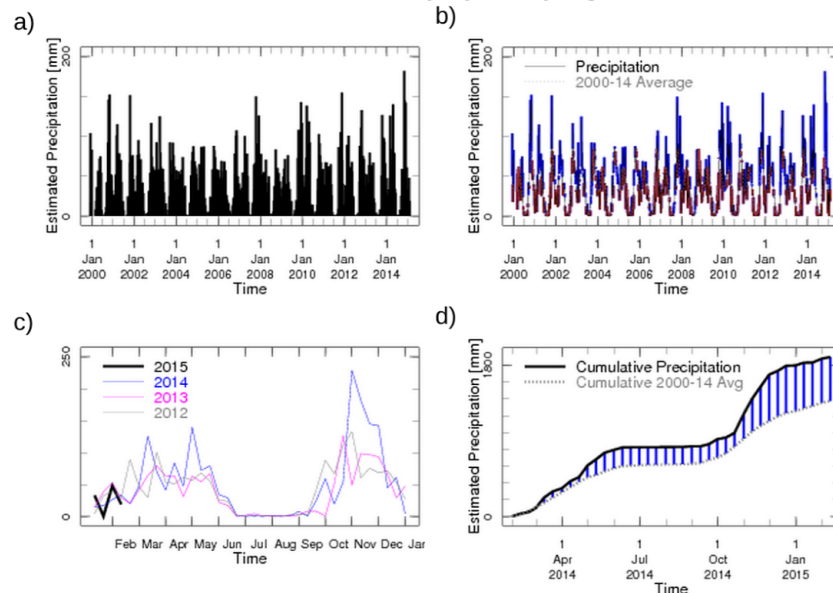 a)
Estimated Precipitation [mm]
200
0
1 1 1 1 1 1 1 1
Jan Jan Jan Jan Jan Jan Jan Jan
2000 2002 2004 2006 2008 2010 2012 2014
Time
b)
Estimated Precipitation [mm]
200
0
Precipitation
2000-14 Average
1 1 1 1 1 1 1 1
Jan Jan Jan Jan Jan Jan Jan Jan
2000 2002 2004 2006 2008 2010 2012 2014
Time
c)
Estimated Precipitation [mm]
250
0
2015
2014
2013
2012
Feb Mar Apr May Jun Jul Aug Sep Oct Nov Dec Jan
Time
d)
Estimated Precipitation [mm]
1800
0
Cumulative Precipitation
Cumulative 2000-14 Avg
1 1 1 1
Apr Jul Oct Jan
2014 2014 2014 2015
Time